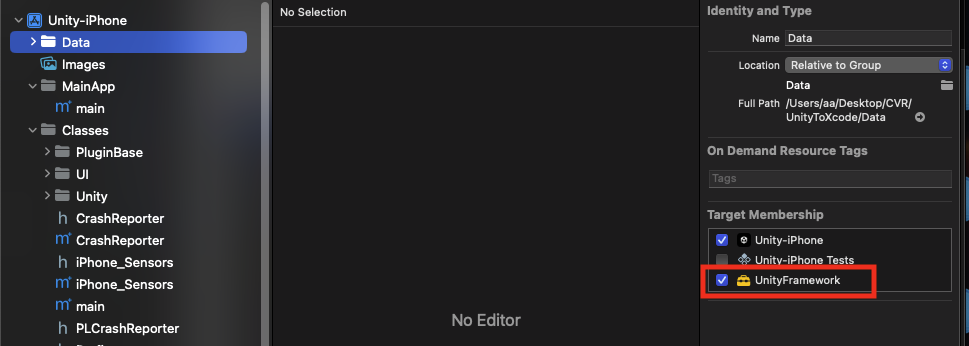 Unity-iPhone
Data
Images
MainApp
main
Classes
PluginBase
UI
Unity
CrashReporter
CrashReporter
iPhone_Sensors
iPhone_Sensors
main
PLCrashReporter
No Selection
No Editor
Identity and Type
Name Data
Location Relative to Group
Data
Full Path /Users/aa/Desktop/CVR/
UnityToXcode/Data
On Demand Resource Tags
Tags
Target Membership
Unity-iPhone
Unity-iPhone Tests
UnityFramework